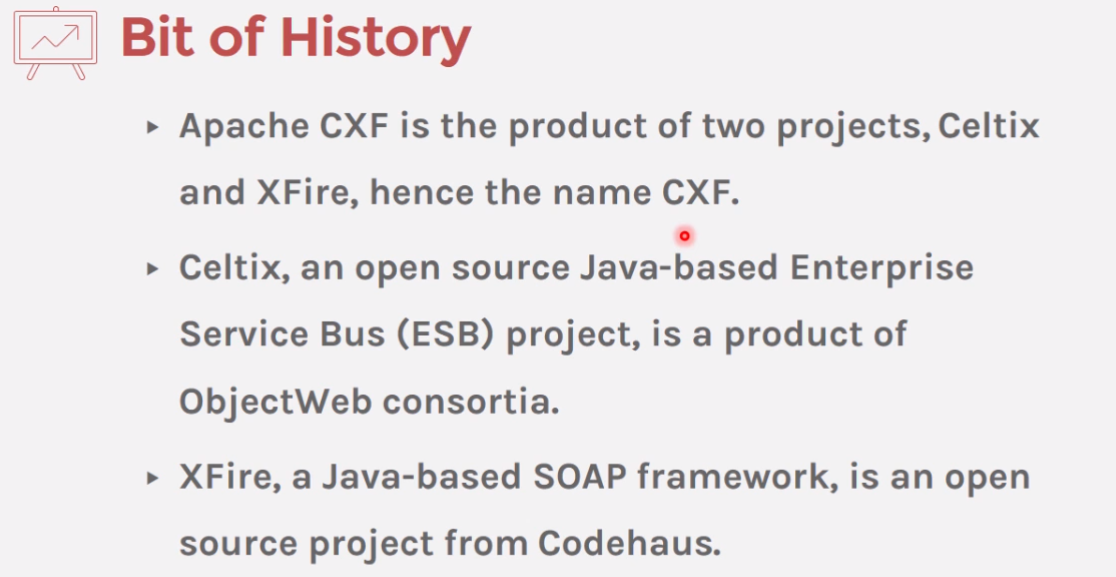 Bit of History
▸ Apache CXF is the product of two projects, Celtix
and XFire, hence the name CXF.
▸ Celtix, an open source Java-based Enterprise
Service Bus (ESB) project, is a product of
ObjectWeb consortia.
▸ XFire, a Java-based SOAP framework, is an open
source project from Codehaus.